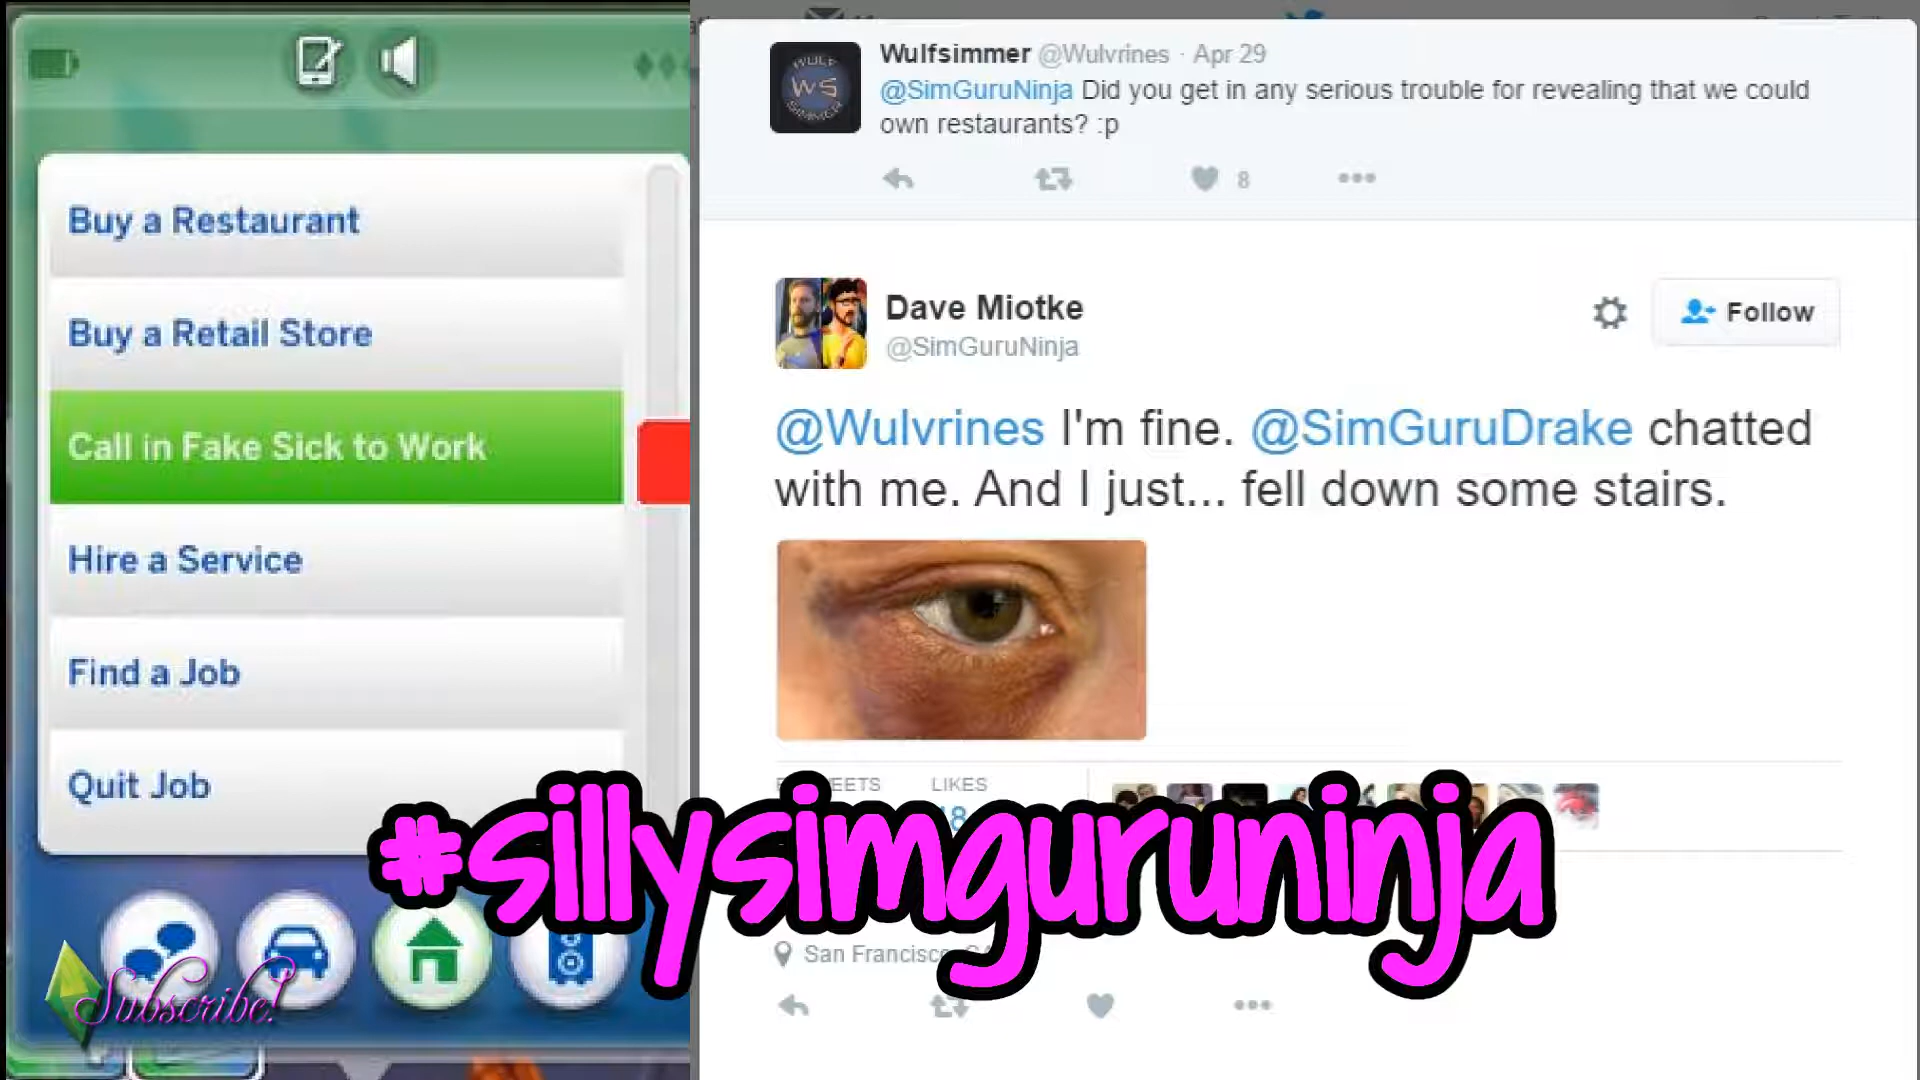 Buy a Restaurant
Buy a Retail Store
Call in Fake Sick to Work
Hire a Service
Find a Job
Quit Job
Subscribe!
WULF
WS
SIMMER
Wulfsimmer @Wulvrines · Apr 29
@SimGuruNinja Did you get in any serious trouble for revealing that we could
own restaurants? :p
8
Dave Miotke
@SimGuruNinja
Follow
@Wulvrines I'm fine. @SimGuruDrake chatted
with me. And I just... fell down some stairs.
LIKES
#sillysimguruninja
San Francisco